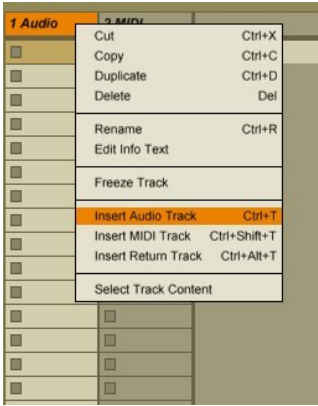 1 Audio 2 MIDI
Cut Ctrl+X
Copy Ctrl+C
Duplicate Ctrl+D
Delete Del
Rename Ctrl+R
Edit Info Text
Freeze Track
Insert Audio Track Ctrl+T
Insert MIDI Track Ctrl+Shift+T
Insert Return Track Ctrl+Alt+T
Select Track Content